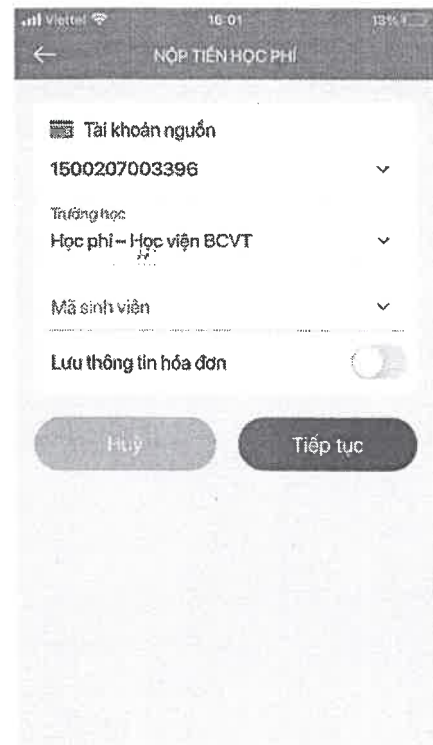 Viettel 16:01 13%
NỘP TIỀN HỌC PHÍ
Tài khoản nguồn
1500207003396
Trường học
Học phí – Học viện BCVT
Mã sinh viên
Lưu thông tin hóa đơn
Huỷ
Tiếp tục